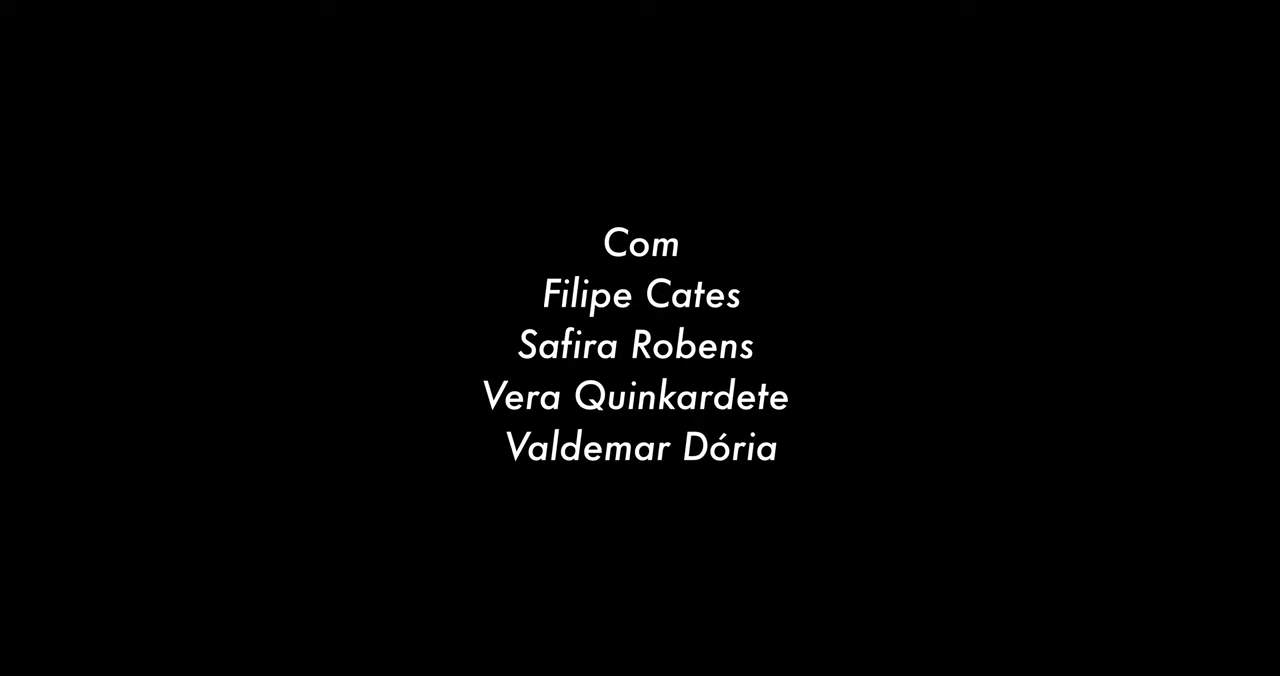 Com
Filipe Cates
Safira Robens
Vera Quinkardete
Valdemar Dória